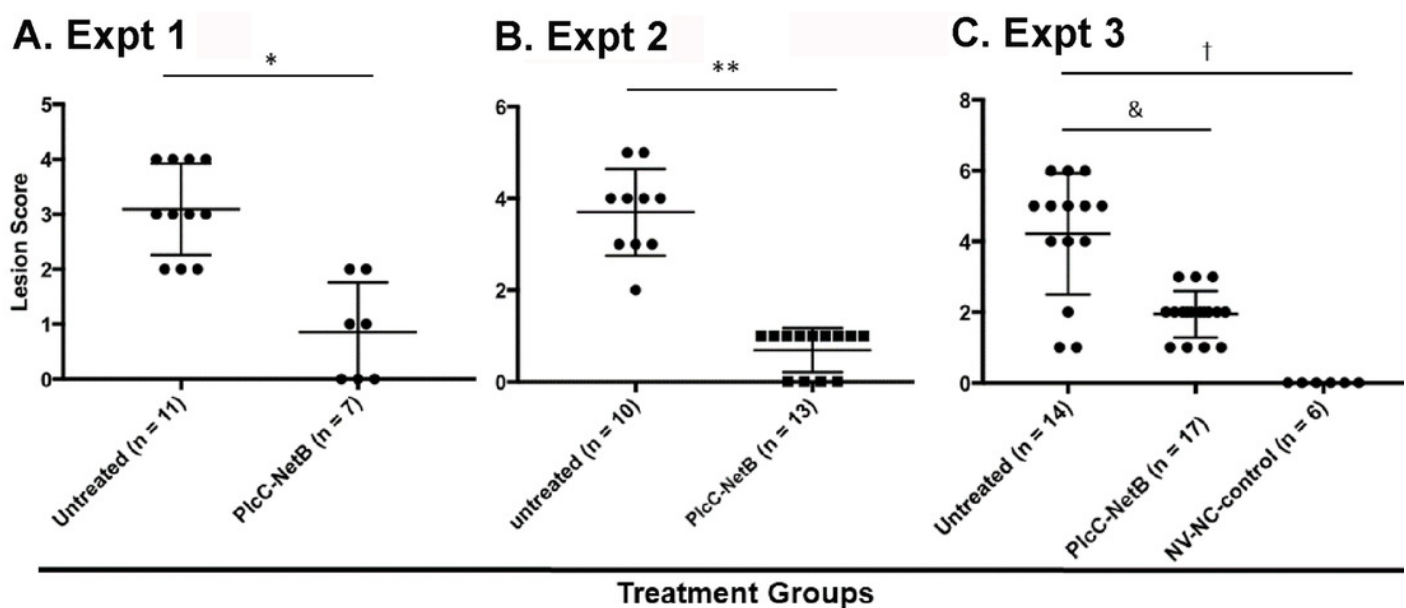 A. Expt 1
B. Expt 2
C. Expt 3
*
**
†
&
Lesion Score
5
4
3
2
1
0
6
4
2
0
8
6
4
2
0
Untreated (n = 11)
PlcC-NetB (n = 7)
untreated (n = 10)
PlcC-NetB (n = 13)
Untreated (n = 14)
PlcC-NetB (n = 17)
NV-NC-control (n = 6)
Treatment Groups